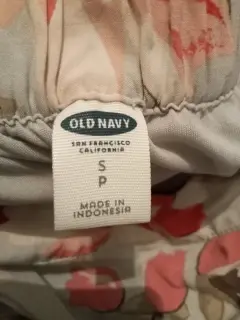 OLD NAVY
SAN FRANCISCO
CALIFORNIA
S
P
MADE IN
INDONESIA